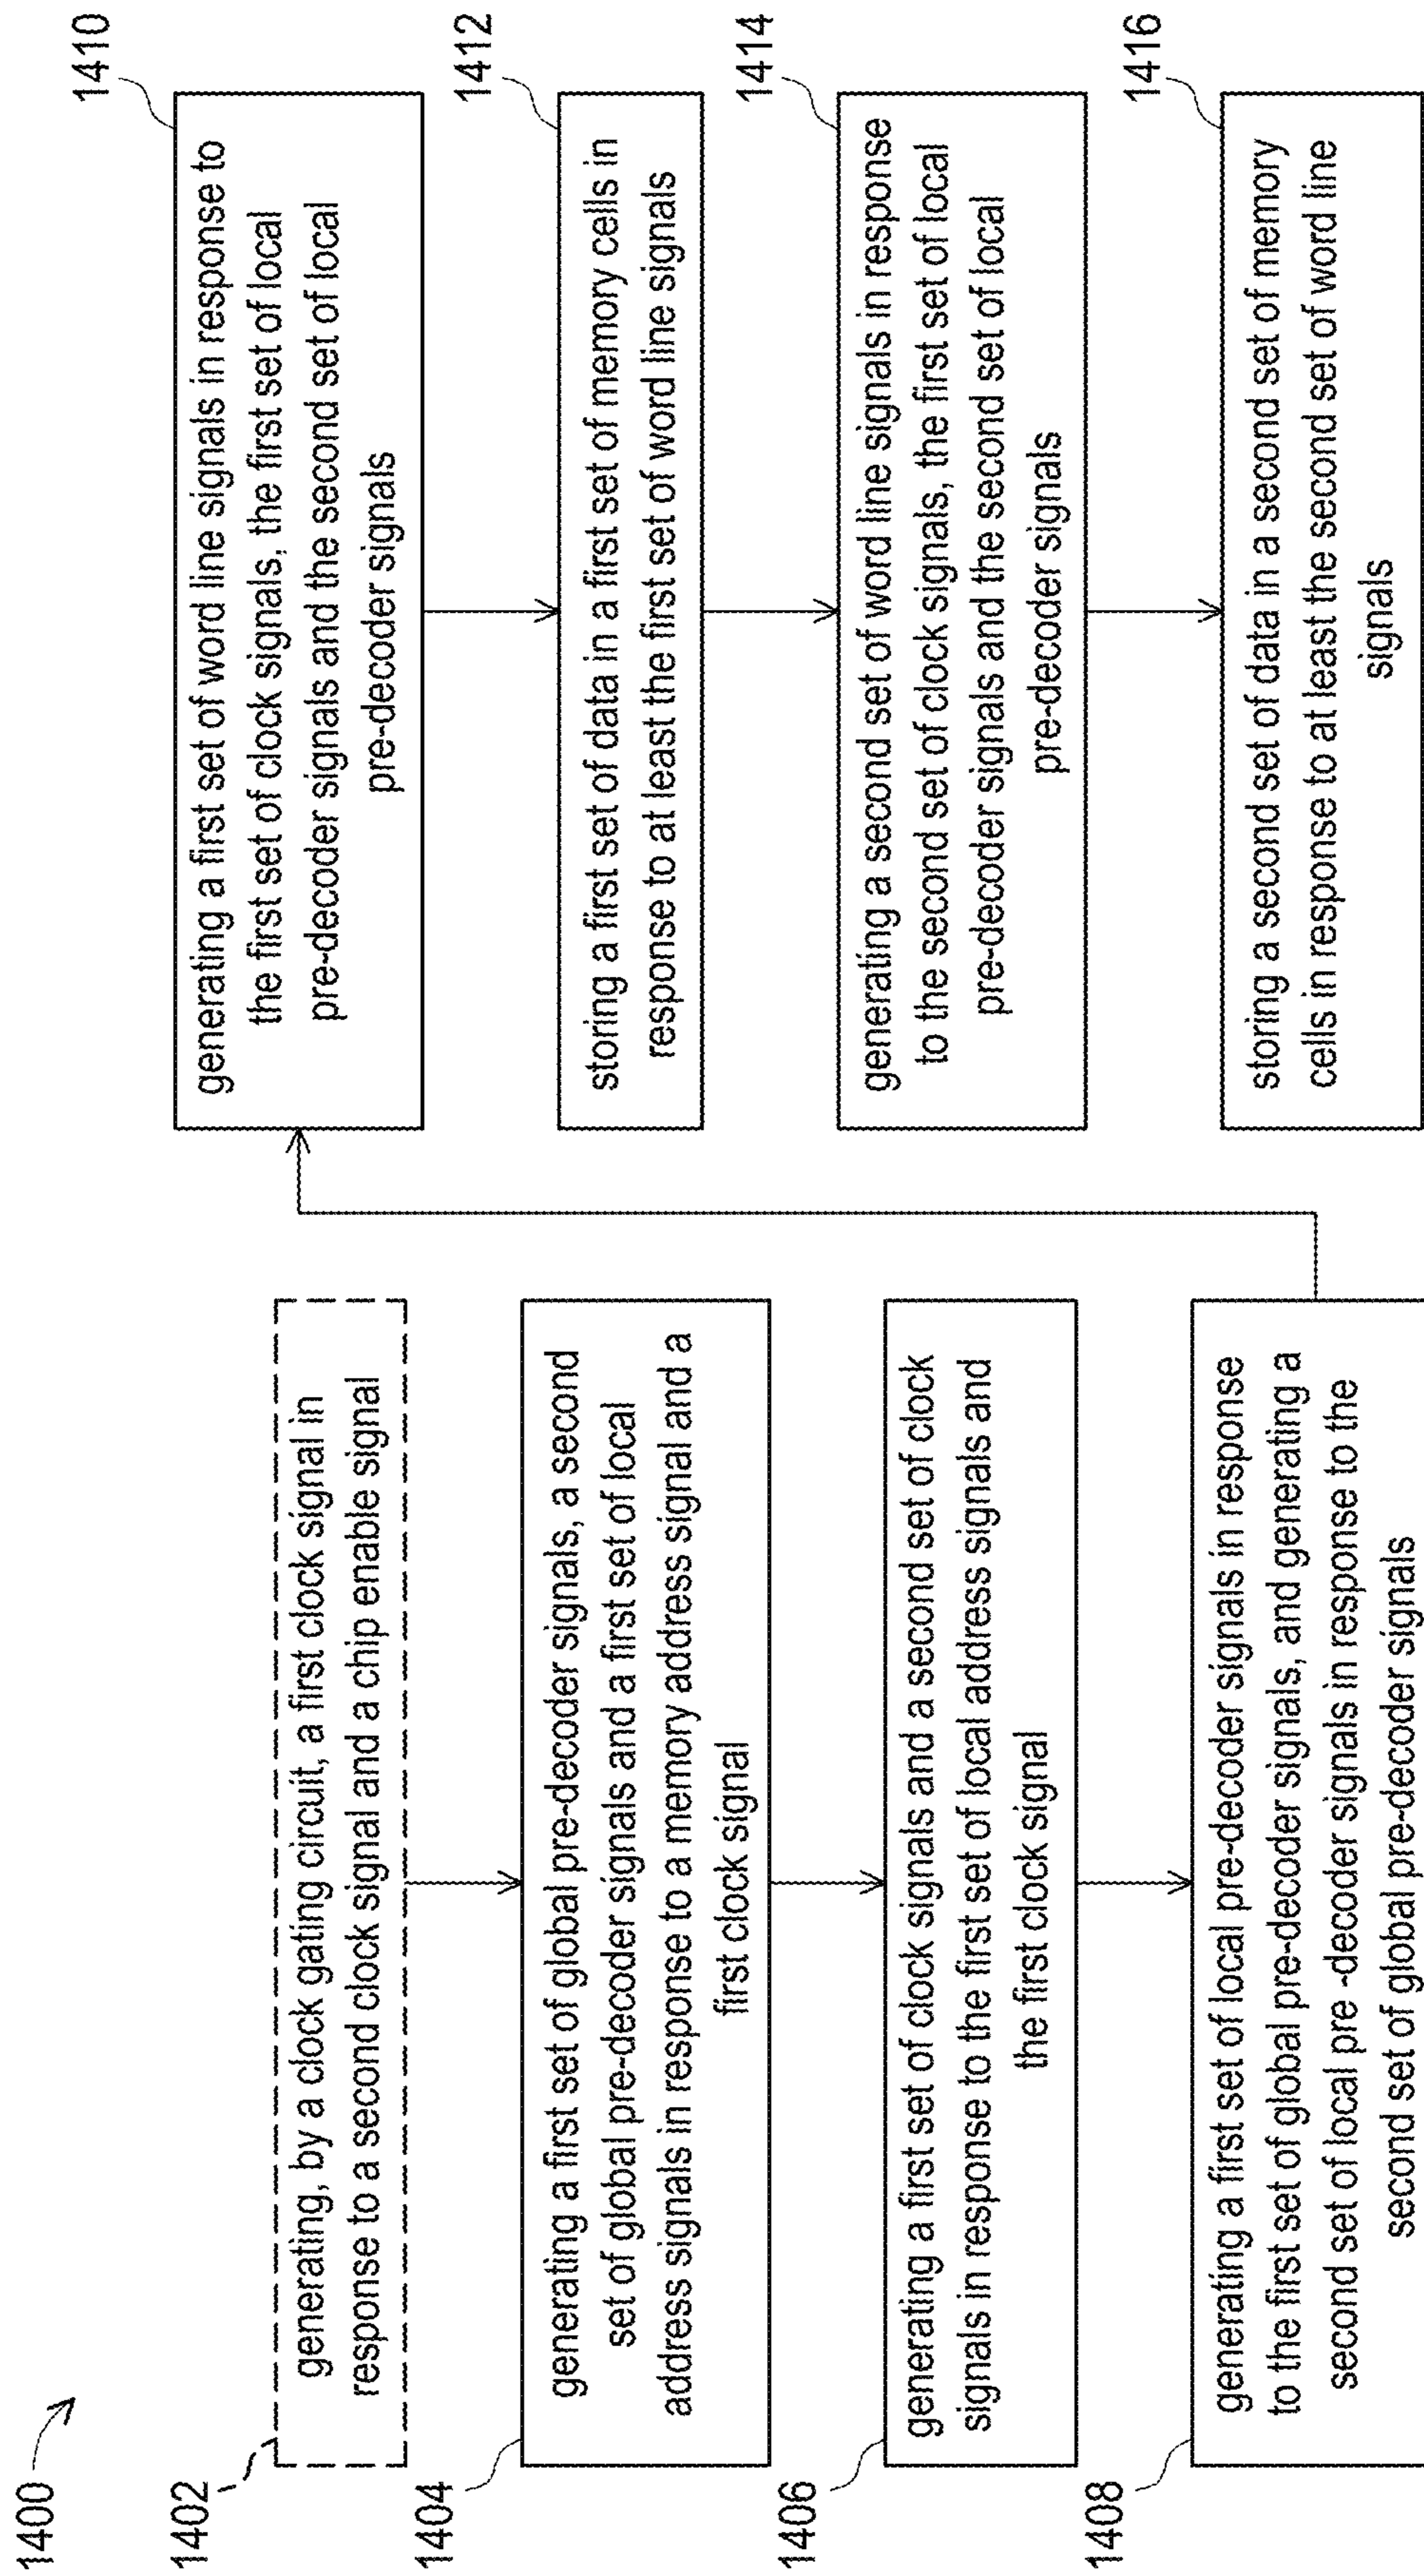 1400
1402
generating, by a clock gating circuit, a first clock signal in
response to a second clock signal and a chip enable signal
1404
generating a first set of global pre-decoder signals, a second
set of global pre-decoder signals and a first set of local
address signals in response to a memory address signal and a
first clock signal
1406
generating a first set of clock signals and a second set of clock
signals in response to the first set of local address signals and
the first clock signal
1408
generating a first set of local pre-decoder signals in response
to the first set of global pre-decoder signals, and generating a
second set of local pre -decoder signals in response to the
second set of global pre-decoder signals
1410
generating a first set of word line signals in response to
the first set of clock signals, the first set of local
pre-decoder signals and the second set of local
pre-decoder signals
1412
storing a first set of data in a first set of memory cells in
response to at least the first set of word line signals
1414
generating a second set of word line signals in response
to the second set of clock signals, the first set of local
pre-decoder signals and the second set of local
pre-decoder signals
1416
storing a second set of data in a second set of memory
cells in response to at least the second set of word line
signals